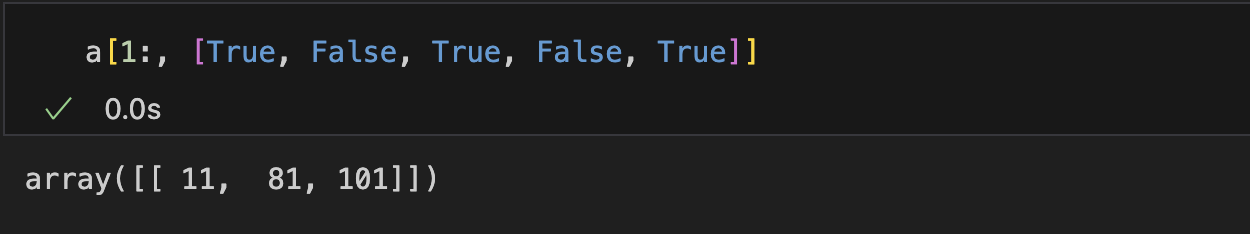 a[1:, [True, False, True, False, True]]
✓ 0.0s
array([[ 11,  81, 101]])